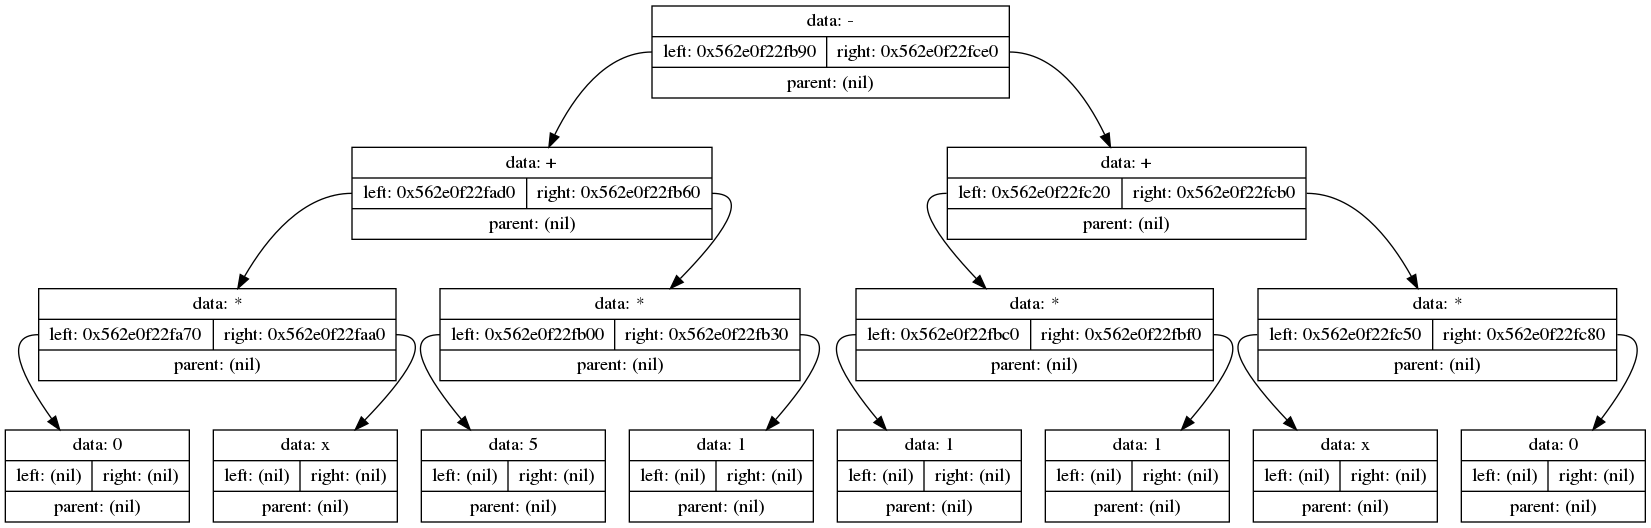 data: -
left: 0x562e0f22fb90 right: 0x562e0f22fce0
parent: (nil)
data: + data: +
left: 0x562e0f22fad0 right: 0x562e0f22fb60 left: 0x562e0f22fc20 right: 0x562e0f22fcb0
parent: (nil) parent: (nil)
data: * data: * data: * data: *
left: 0x562e0f22fa70 right: 0x562e0f22faa0 left: 0x562e0f22fb00 right: 0x562e0f22fb30 left: 0x562e0f22fbc0 right: 0x562e0f22fbf0 left: 0x562e0f22fc50 right: 0x562e0f22fc80
parent: (nil) parent: (nil) parent: (nil) parent: (nil)
data: 0 data: x data: 5 data: 1 data: 1 data: 1 data: x data: 0
left: (nil) right: (nil) left: (nil) right: (nil) left: (nil) right: (nil) left: (nil) right: (nil) left: (nil) right: (nil) left: (nil) right: (nil) left: (nil) right: (nil) left: (nil) right: (nil)
parent: (nil) parent: (nil) parent: (nil) parent: (nil) parent: (nil) parent: (nil) parent: (nil) parent: (nil)